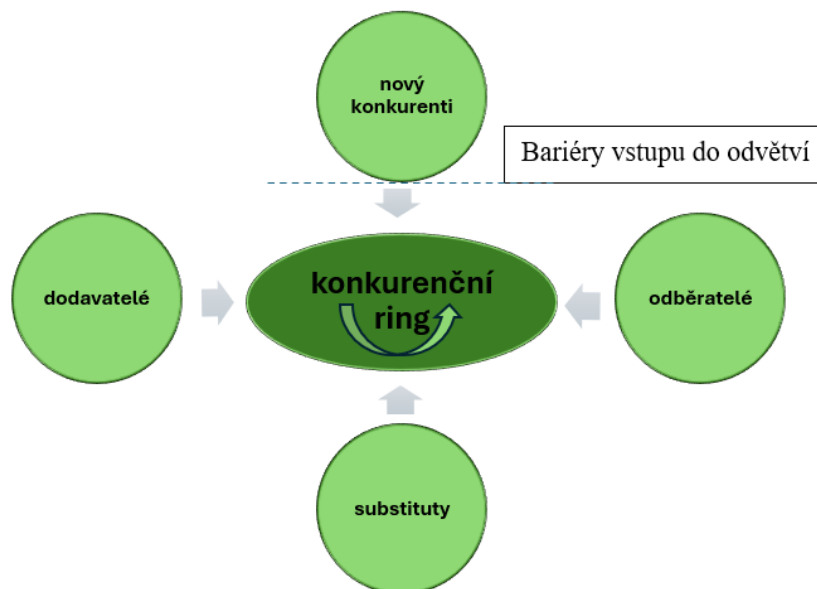 nový
konkurenti
Bariéry vstupu do odvětví
dodavatelé
konkurenční
ring
odběratelé
substituty